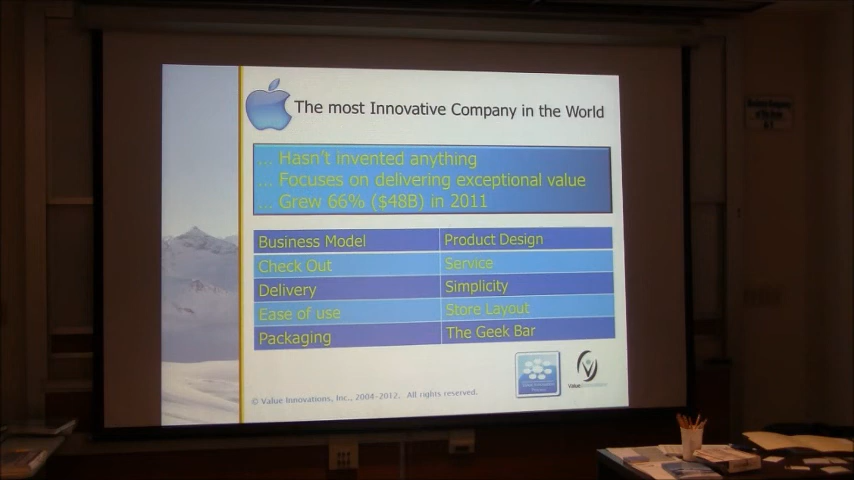 The most Innovative Company in the World
... Hasn't invented anything
... Focuses on delivering exceptional value
... Grew 66% ($48B) in 2011
Business Model Product Design
Check Out Service
Delivery Simplicity
Ease of use Store Layout
Packaging The Geek Bar
© Value Innovations, Inc., 2004-2012. All rights reserved.